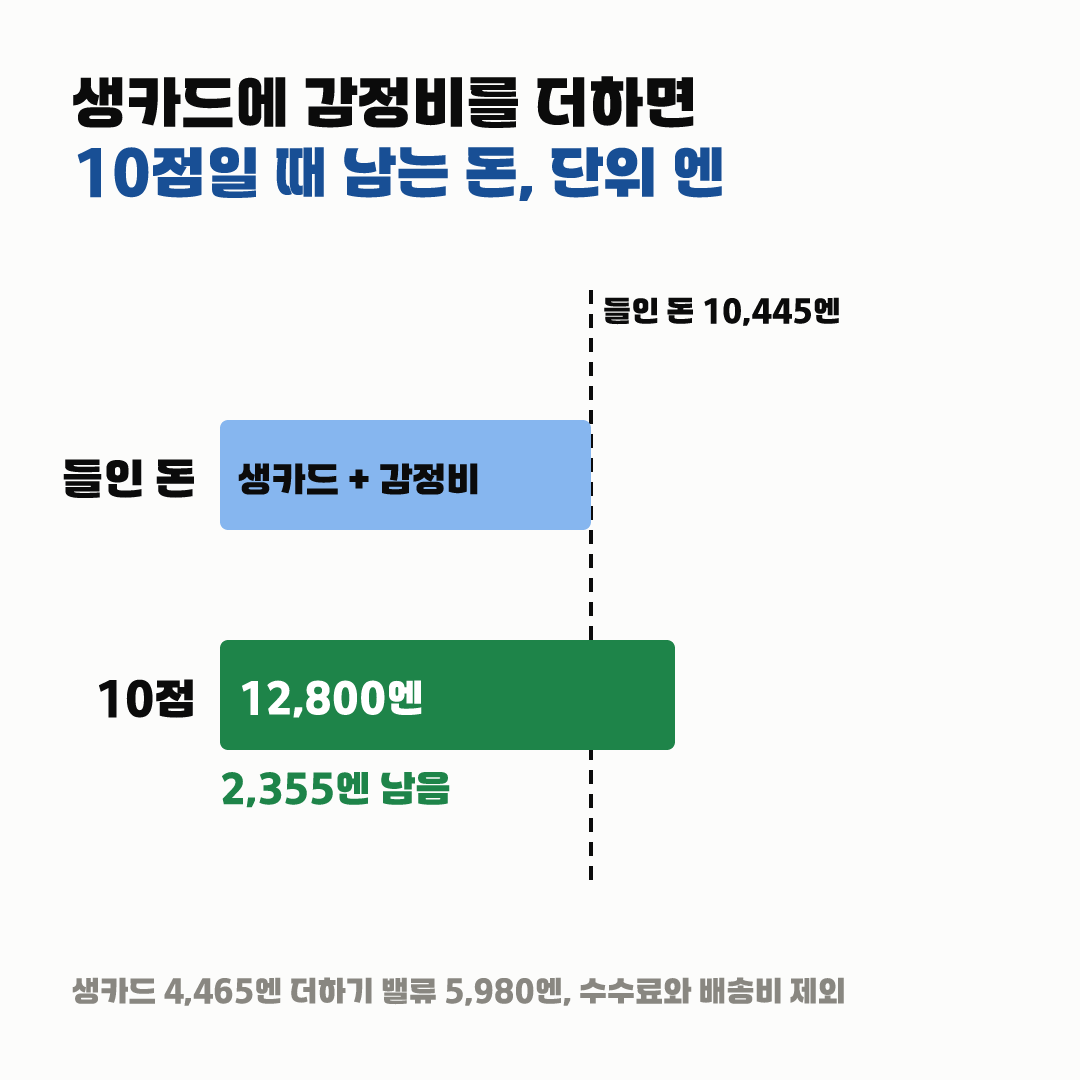 생카드에 감정비를 더하면
10점일 때 남는 돈, 단위 엔
들인 돈 10,445엔
들인 돈
생카드 + 감정비
10점
12,800엔
2,355엔 남음
생카드 4,465엔 더하기 밸류 5,980엔, 수수료와 배송비 제외